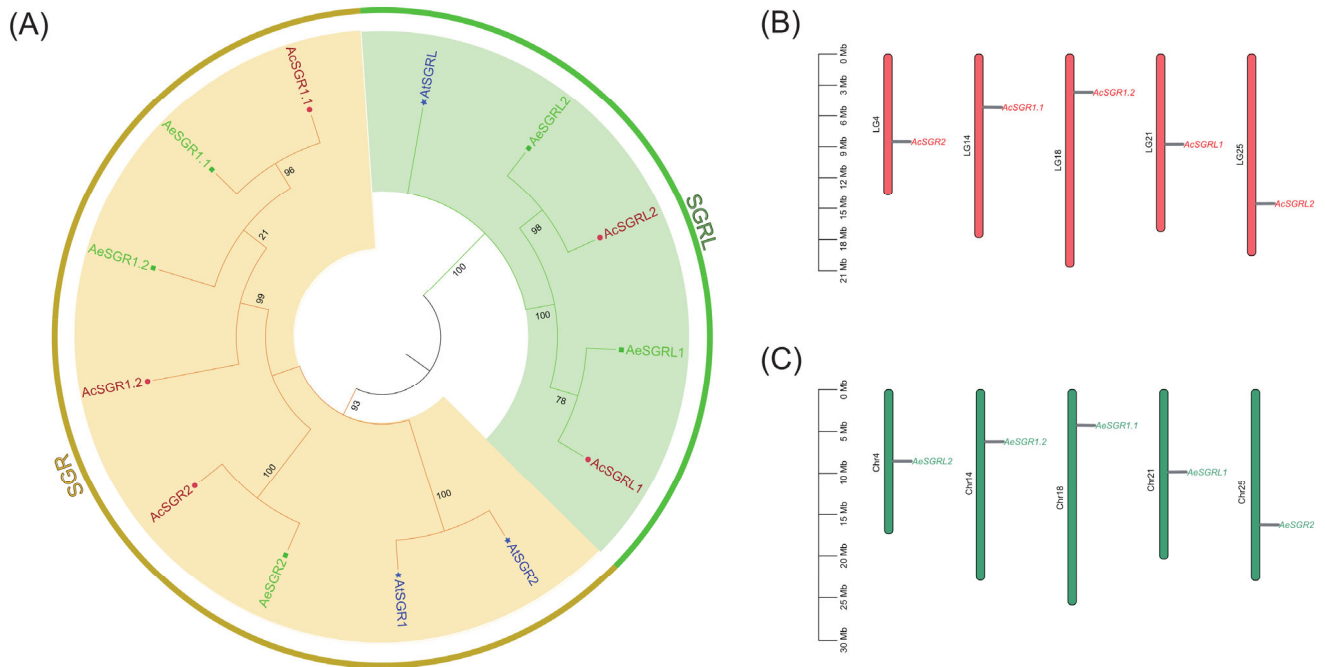 (A)
SGR
SGRL
AcSGR1.1
AeSGR1.1
AeSGR1.2
AcSGR1.2
AcSGR2
AeSGR2
*AtSGR1
*AtSGR2
AcSGRL1
AeSGRL1
AcSGRL2
AeSGRL2
*AtSGRL
96
21
99
100
93
100
100
98
100
78
(B)
0 Mb
3 Mb
6 Mb
9 Mb
12 Mb
15 Mb
18 Mb
21 Mb
LG4
AcSGR2
LG14
AcSGR1.1
LG18
AcSGR1.2
LG21
AcSGRL1
LG25
AcSGRL2
(C)
0 Mb
5 Mb
10 Mb
15 Mb
20 Mb
25 Mb
30 Mb
Chr4
AeSGRL2
Chr14
AeSGR1.2
Chr18
AeSGR1.1
Chr21
AeSGRL1
Chr25
AeSGR2